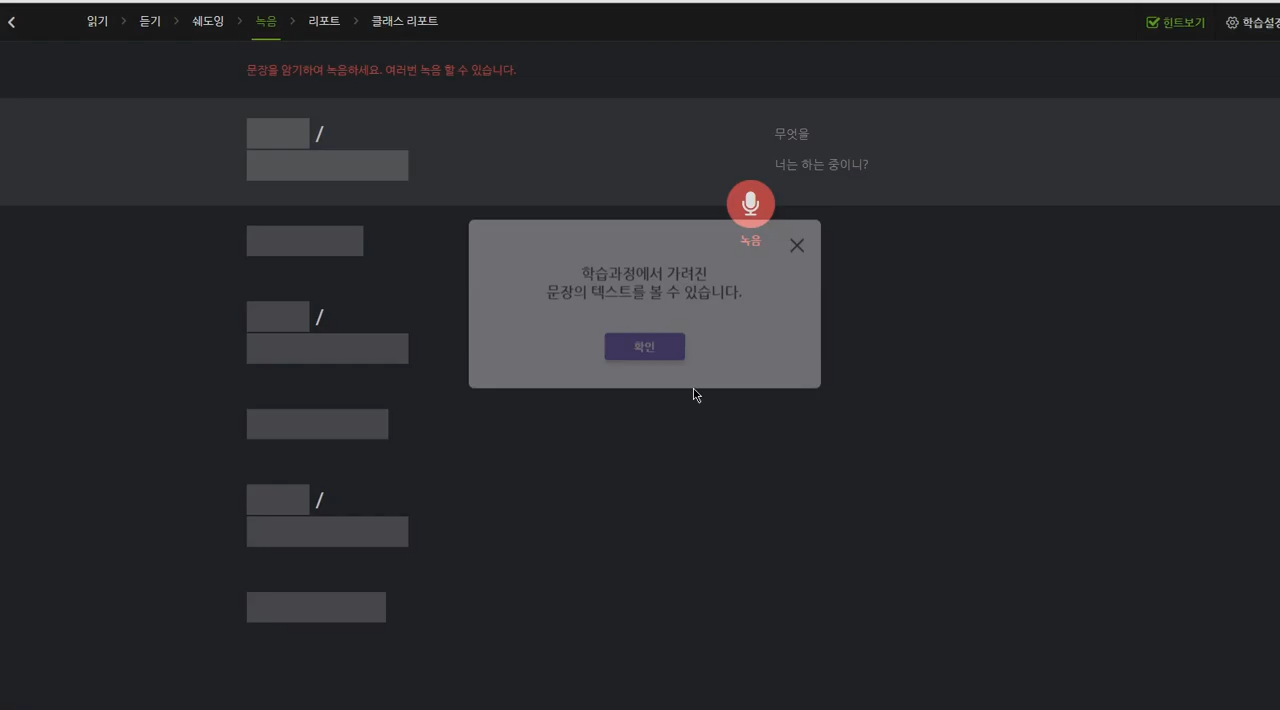 읽기 > 듣기 > 쉐도잉 > 녹음 > 리포트 > 클래스 리포트
힌트보기 학습설정
문장을 암기하여 녹음하세요. 여러번 녹음 할 수 있습니다.
/
무엇을
너는 하는 중이니?
녹음
학습과정에서 가려진
문장의 텍스트를 볼 수 있습니다.
확인
/
/